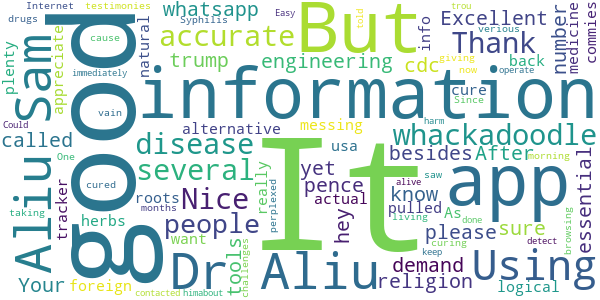 Internet testimonies
drugs Syphilis
whatsapp
Easy
told
trou
verious
But
Excellent
commies
plenty
cause
immediately
appreciate
natural
accurate
info
Thank
number
medicine
trump
engineering
cdc
giving
now
back
cure
Since
operate
good
Sam
Aliu
information
vain
Could
called
One
cured
alternative
messing
harm
whackadoodle
disease
usa
besides
After
morning
several
really
perplexed
yet
pence
actual
alive
saw
know
pulled
living
As
done
app
essential
taking
tracker
roots
months
Nice
hey
herbs
people
want
tools
challenges
please
sure
curing
detect
browsing
Your
foreign
Dr
Aliu
It
demand
religion
keep
Using
logical
contacted
himabout